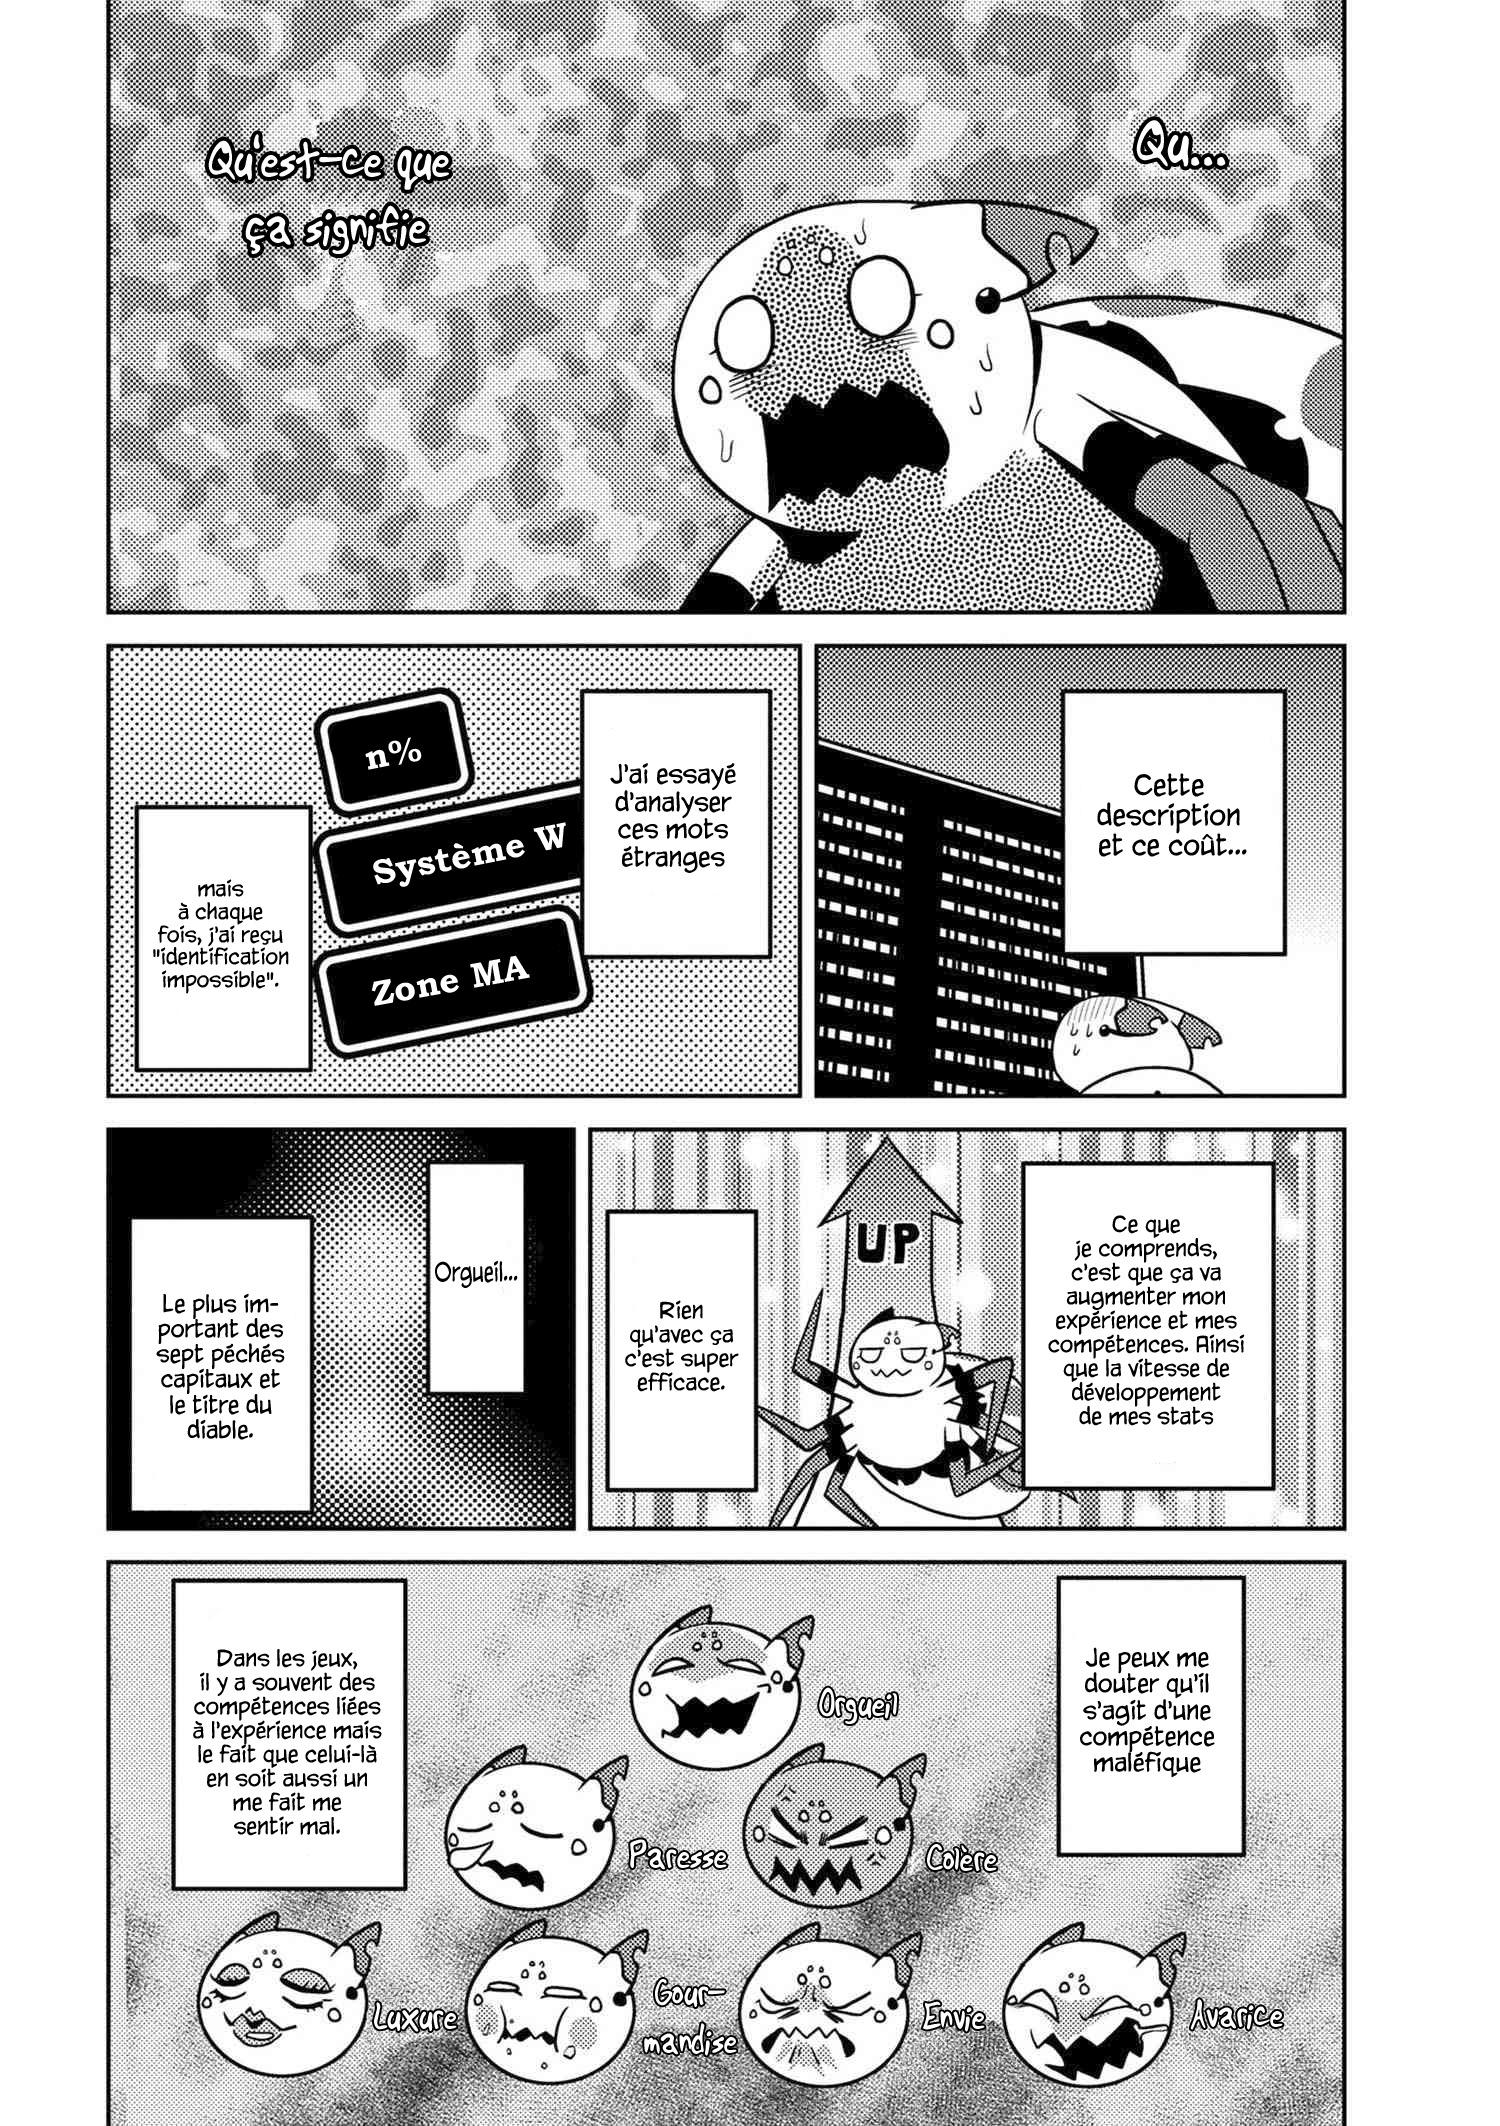 Qu...
Qu'est-ce que
ça signifie
Cette
description
et ce coût...
J'ai essayé
d'analyser
ces mots
étranges
n%
Système W
Zone MA
mais
à chaque
fois, j'ai reçu
"identification
impossible".
Ce que
je comprends,
c'est que ça va
augmenter mon
expérience et mes
compétences. Ainsi
que la vitesse de
développement
de mes stats
UP
Rien
qu'avec ça
c'est super
efficace.
Orgueil...
Le plus im-
portant des
sept péchés
capitaux et
le titre du
diable.
Je peux me
douter qu'il
s'agit d'une
compétence
maléfique
Orgueil
Paresse
Colère
Luxure
Gour-
mandise
Envie
Avarice
Dans les jeux,
il y a souvent des
compétences liées
à l'expérience mais
le fait que celui-là
en soit aussi un
me fait me
sentir mal.